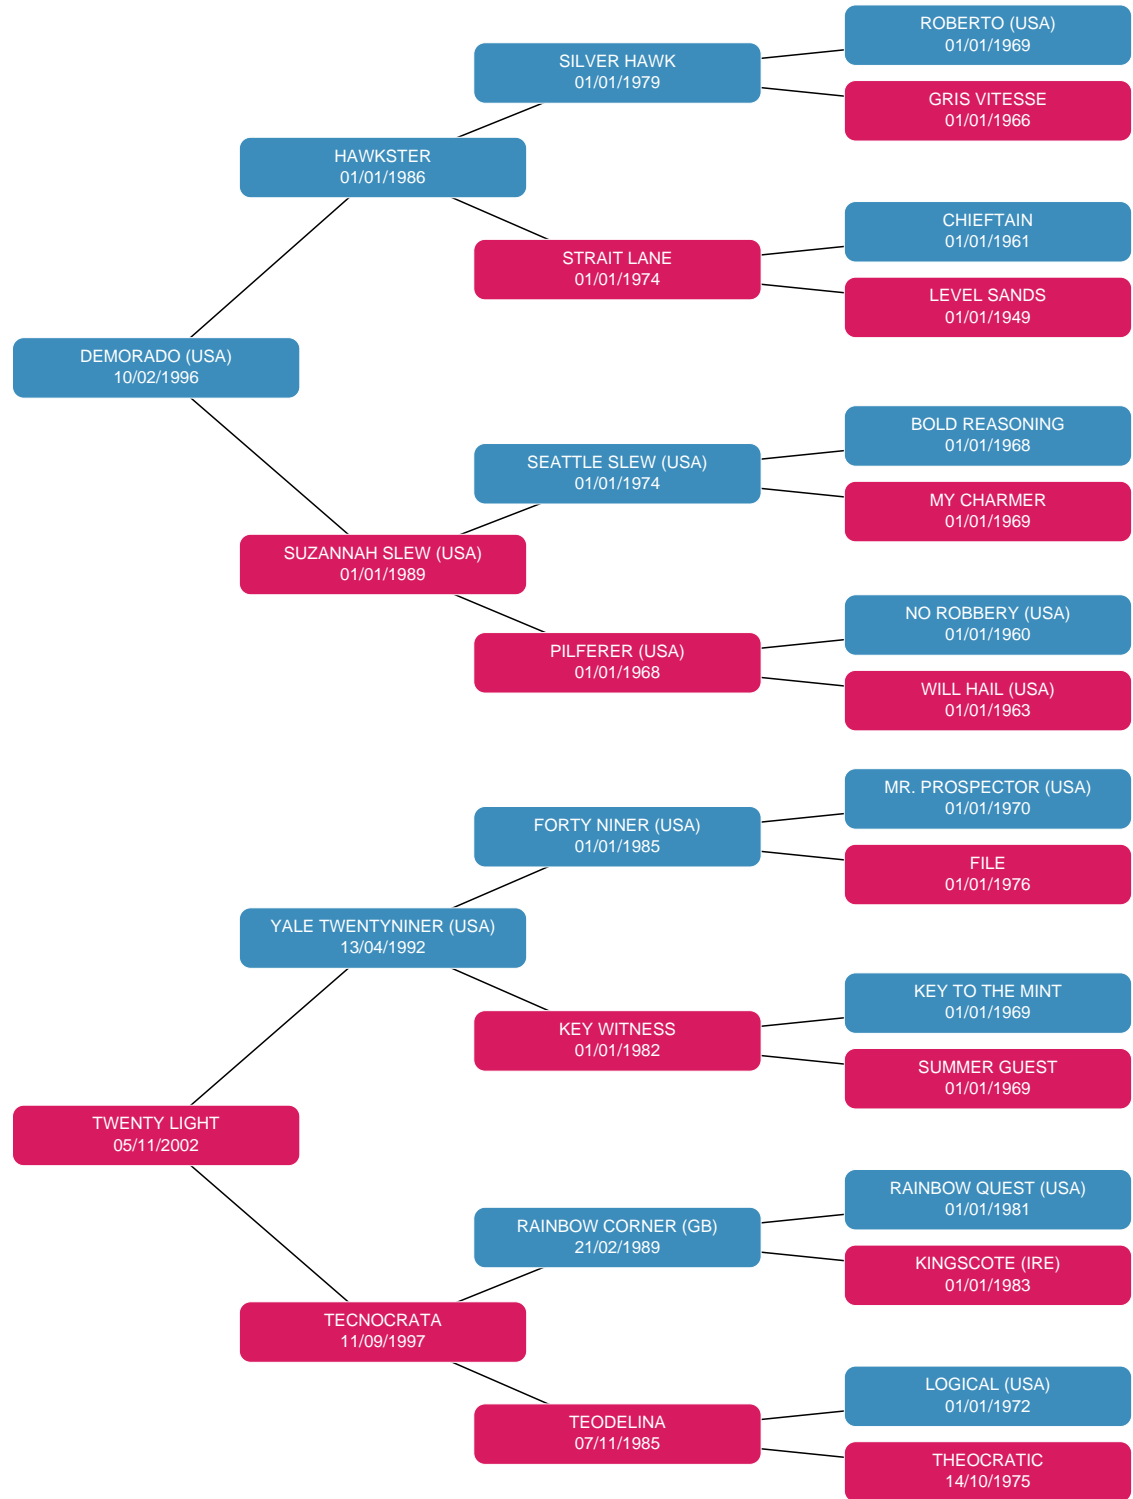 ROBERTO (USA)
01/01/1969
SILVER HAWK
01/01/1979
GRIS VITESSE
01/01/1966
HAWKSTER
01/01/1986
CHIEFTAIN
01/01/1961
STRAIT LANE
01/01/1974
LEVEL SANDS
01/01/1949
DEMORADO (USA)
10/02/1996
BOLD REASONING
01/01/1968
SEATTLE SLEW (USA)
01/01/1974
MY CHARMER
01/01/1969
SUZANNAH SLEW (USA)
01/01/1989
NO ROBBERY (USA)
01/01/1960
PILFERER (USA)
01/01/1968
WILL HAIL (USA)
01/01/1963
MR. PROSPECTOR (USA)
01/01/1970
FORTY NINER (USA)
01/01/1985
FILE
01/01/1976
YALE TWENTYNINER (USA)
13/04/1992
KEY TO THE MINT
01/01/1969
KEY WITNESS
01/01/1982
SUMMER GUEST
01/01/1969
TWENTY LIGHT
05/11/2002
RAINBOW QUEST (USA)
01/01/1981
RAINBOW CORNER (GB)
21/02/1989
KINGSCOTE (IRE)
01/01/1983
TECNOCRATA
11/09/1997
LOGICAL (USA)
01/01/1972
TEODELINA
07/11/1985
THEOCRATIC
14/10/1975